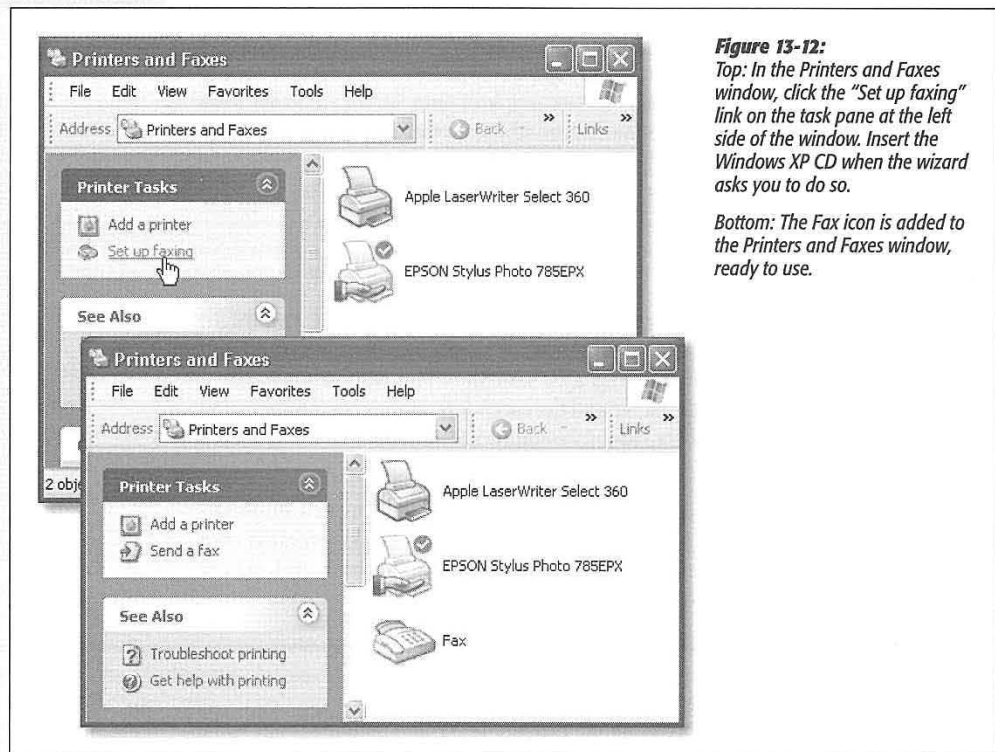 Printers and Faxes
File Edit View Favorites Tools Help
Address Printers and Faxes Back » Links »
Printer Tasks
Add a printer
Set up faxing
See Also
Apple LaserWriter Select 360
EPSON Stylus Photo 785EPX
2 obje
Printers and Faxes
File Edit View Favorites Tools Help
Address Printers and Faxes Back » Links »
Printer Tasks
Add a printer
Send a fax
See Also
Troubleshoot printing
Get help with printing
Apple LaserWriter Select 360
EPSON Stylus Photo 785EPX
Fax
Figure 13-12:
Top: In the Printers and Faxes
window, click the "Set up faxing"
link on the task pane at the left
side of the window. Insert the
Windows XP CD when the wizard
asks you to do so.
Bottom: The Fax icon is added to
the Printers and Faxes window,
ready to use.